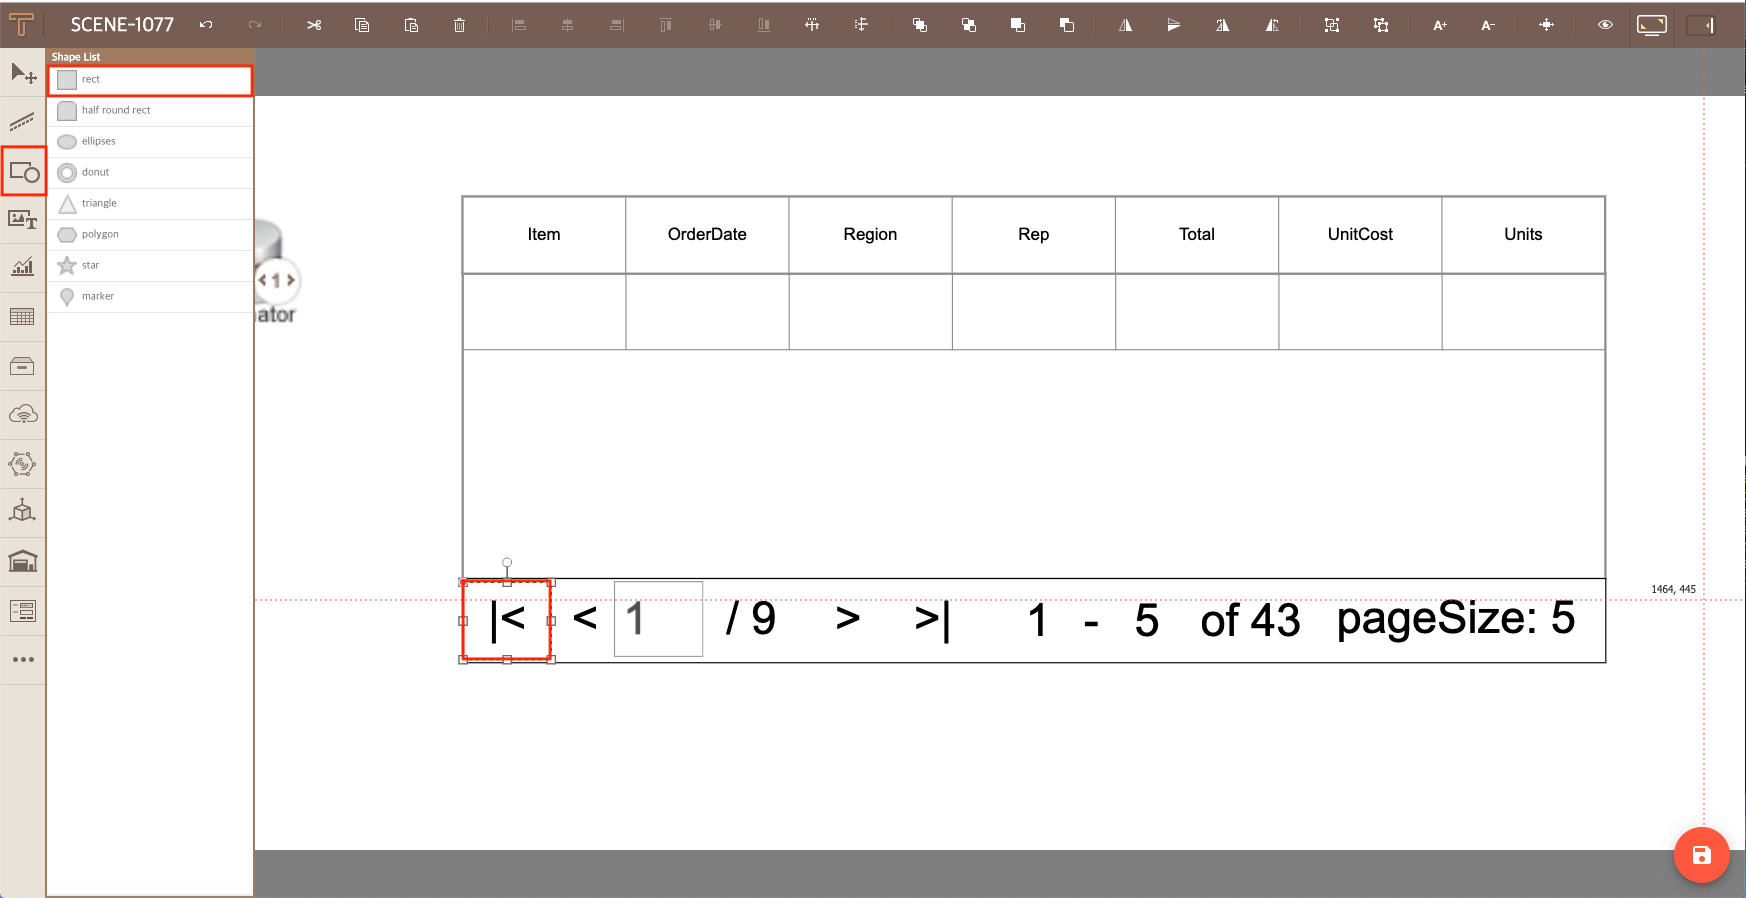 SCENE-1077
A+ A-
Shape List
rect
half round rect
ellipses
donut
triangle
polygon
star
marker
Item OrderDate Region Rep Total UnitCost Units
<1>
ator
1464, 445
|< < 1 / 9 > >| 1 - 5 of 43 pageSize: 5